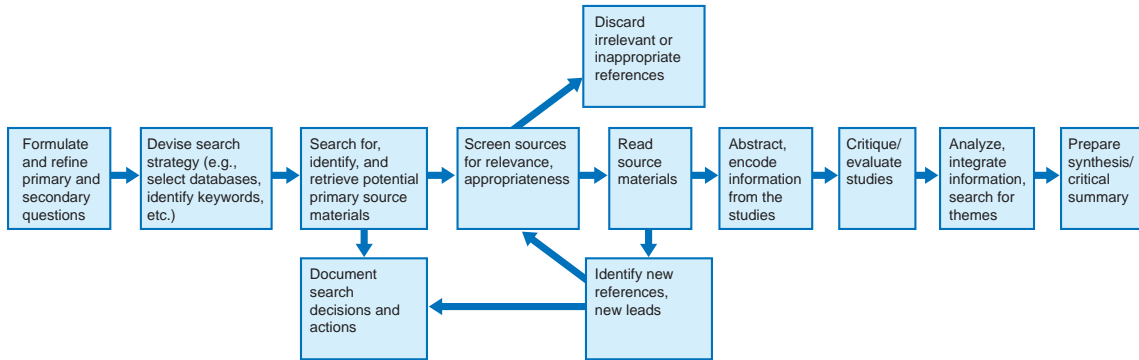 Discard
irrelevant or
inappropriate
references
Formulate
and refine
primary and
secondary
questions
Devise search
strategy (e.g.,
select databases,
identify keywords,
etc.)
Search for,
identify, and
retrieve potential
primary source
materials
Screen sources
for relevance,
appropriateness
Read
source
materials
Abstract,
encode
information
from the
studies
Critique/
evaluate
studies
Analyze,
integrate
information,
search for
themes
Prepare
synthesis/
critical
summary
Document
search
decisions and
actions
Identify new
references,
new leads